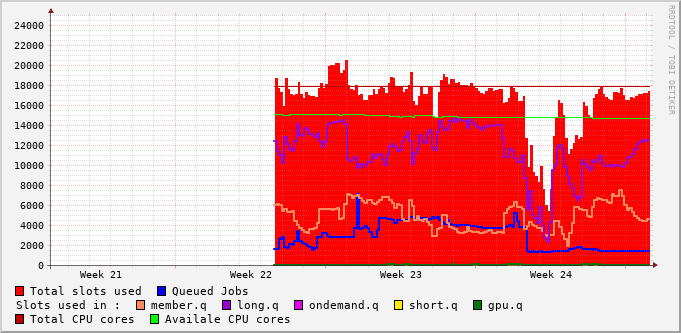 24000
22000
20000
18000
16000
14000
12000
10000
8000
6000
4000
2000
0
Week 21 Week 22 Week 23 Week 24
Total slots used Queued Jobs
Slots used in : member.q long.q ondemand.q short.q gpu.q
Total CPU cores Availale CPU cores
RRDTOOL / TOBI OETIKER